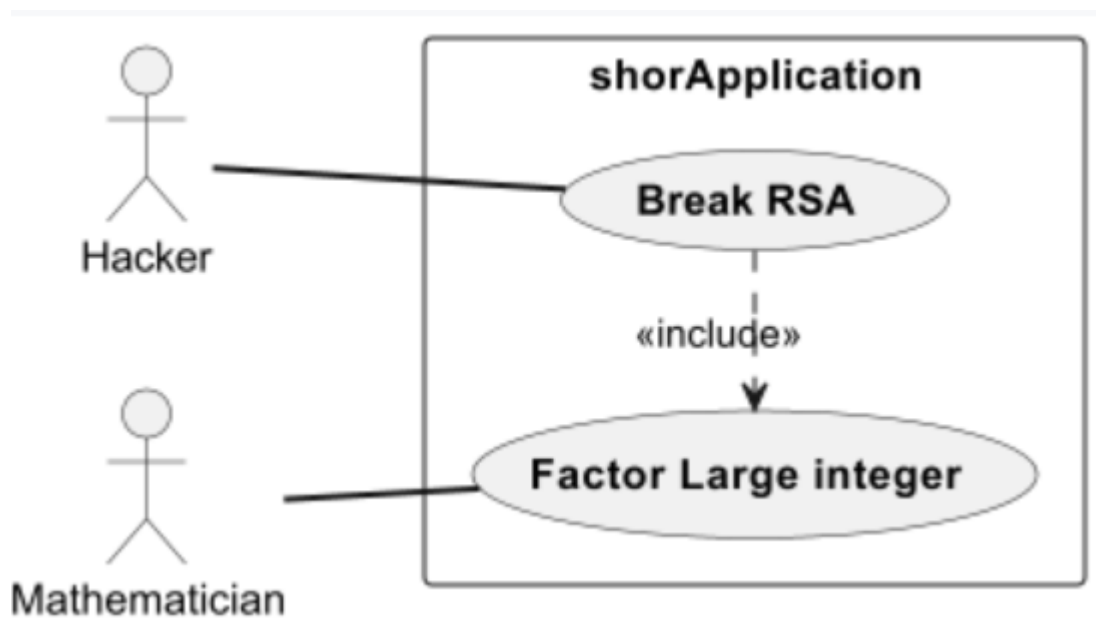 shorApplication
Break RSA
Hacker
«include»
Factor Large integer
Mathematician